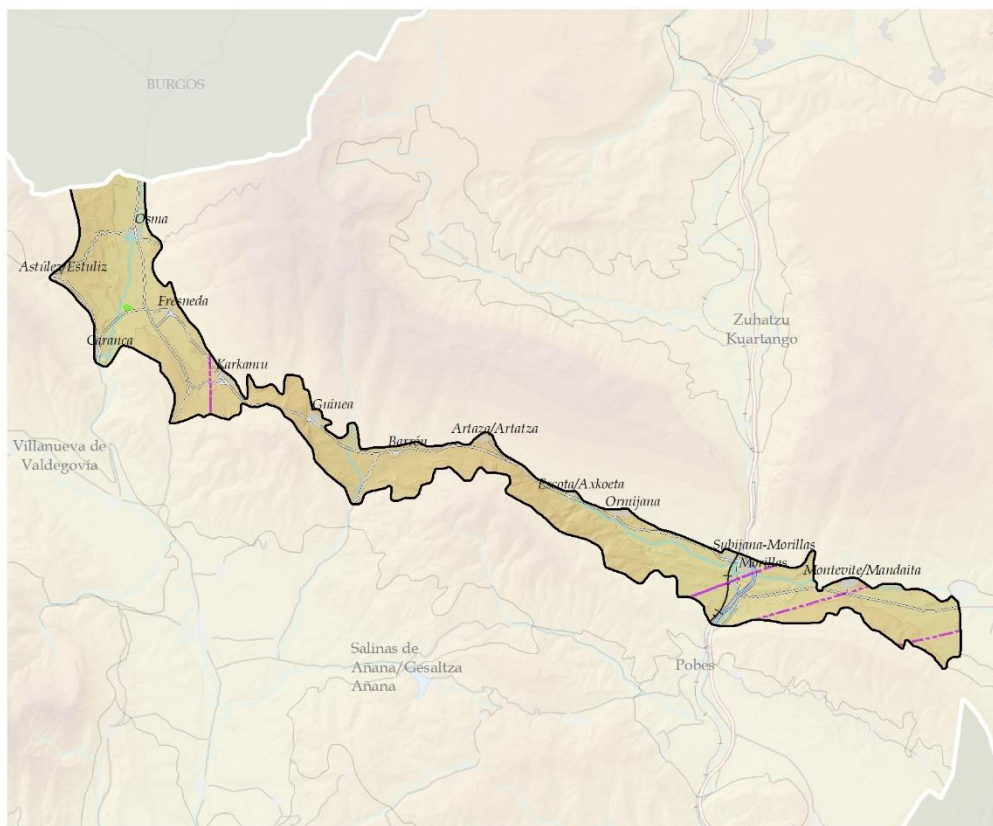 BURGOS
Osma
Astúlez/Estuliz
Fresneda
Caranca
Karkamu
Zuhatzu
Kuartango
Guinea
Villanueva de
Valdegovía
Barrón
Artaza/Artatza
Escota/Axkoeta
Ormijana
Subijana-Morillas
Morillas
Montevite/Mandaita
Salinas de
Añana/Gesaltza
Añana
Pobes